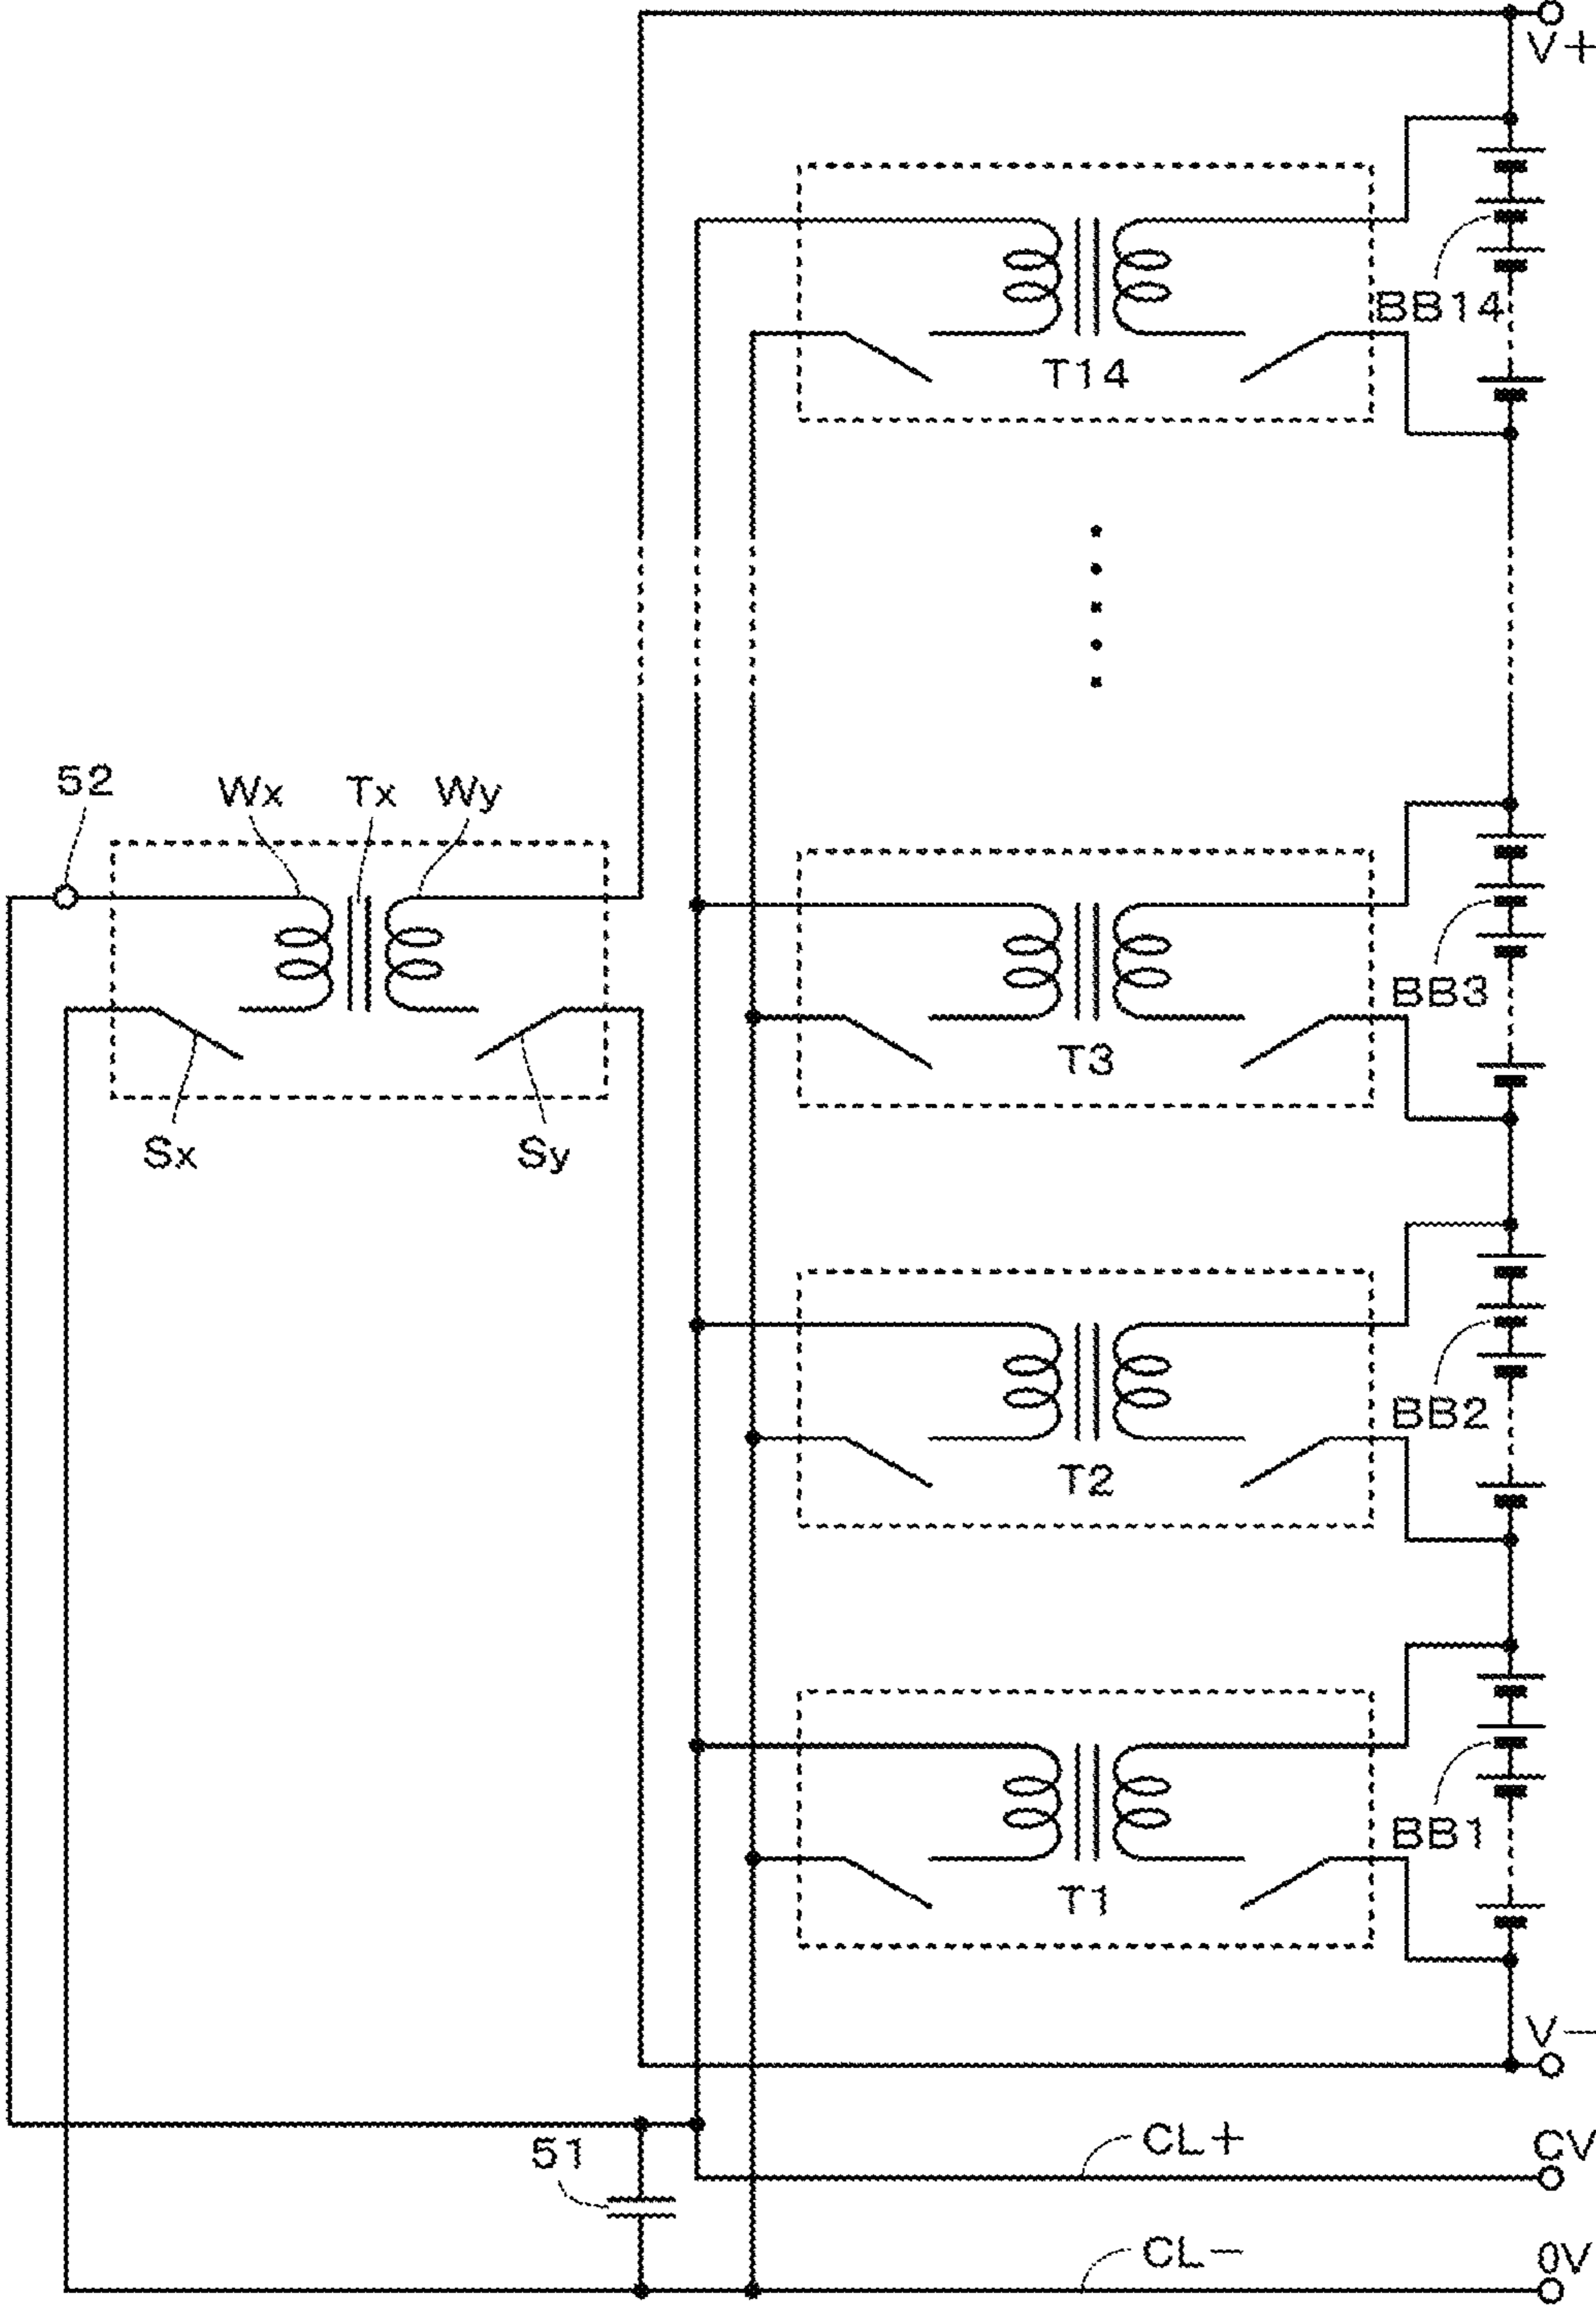 V+
BB14
T14
52
Wx
Tx
Wy
BB3
T3
Sx
Sy
BB2
T2
BB1
T1
V−
CL+
CV
51
CL−
0V